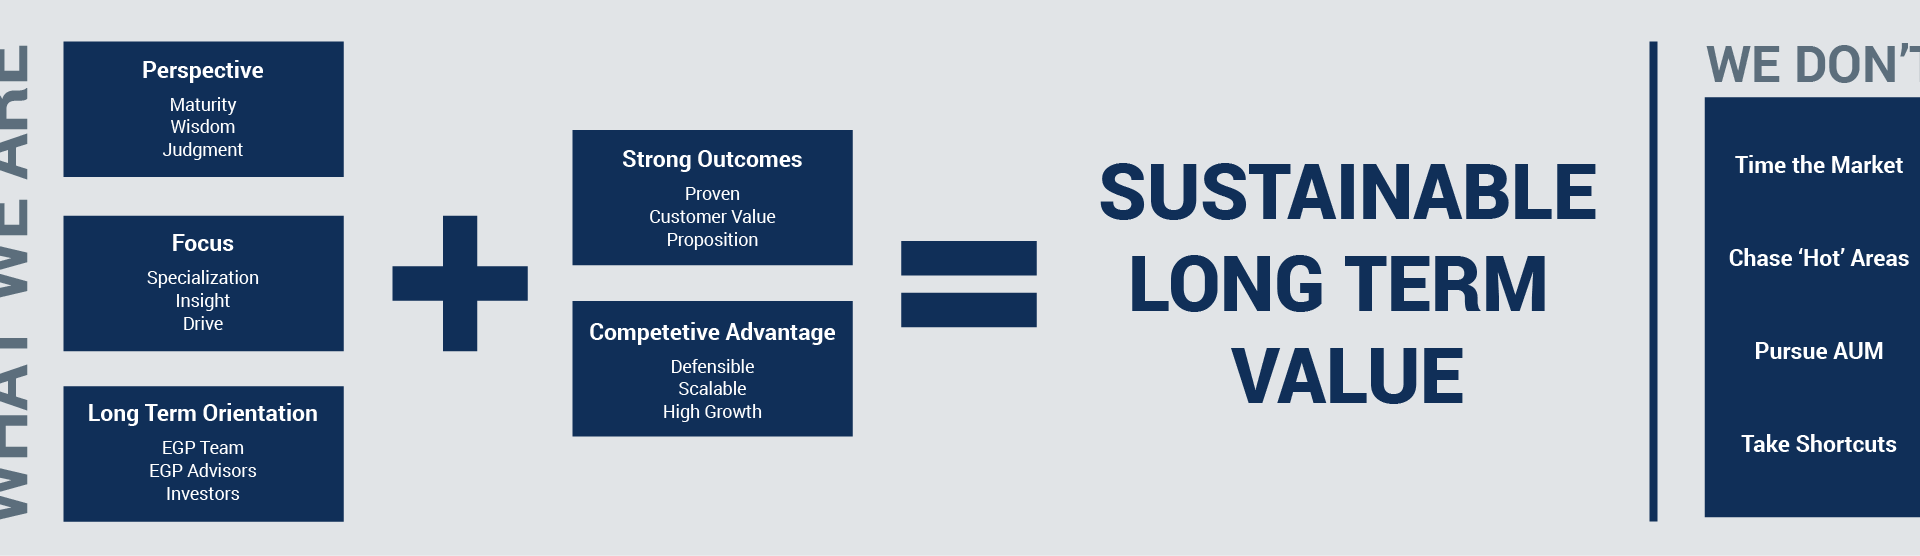 WHAT WE ARE
Perspective
Maturity
Wisdom
Judgment
Focus
Specialization
Insight
Drive
Long Term Orientation
EGP Team
EGP Advisors
Investors
Strong Outcomes
Proven
Customer Value
Proposition
Competetive Advantage
Defensible
Scalable
High Growth
SUSTAINABLE
LONG TERM
VALUE
WE DON'T
Time the Market
Chase ‘Hot’ Areas
Pursue AUM
Take Shortcuts